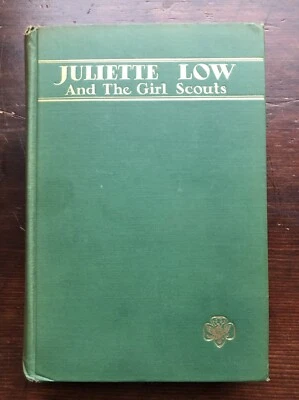 JULIETTE LOW
And The Girl Scouts